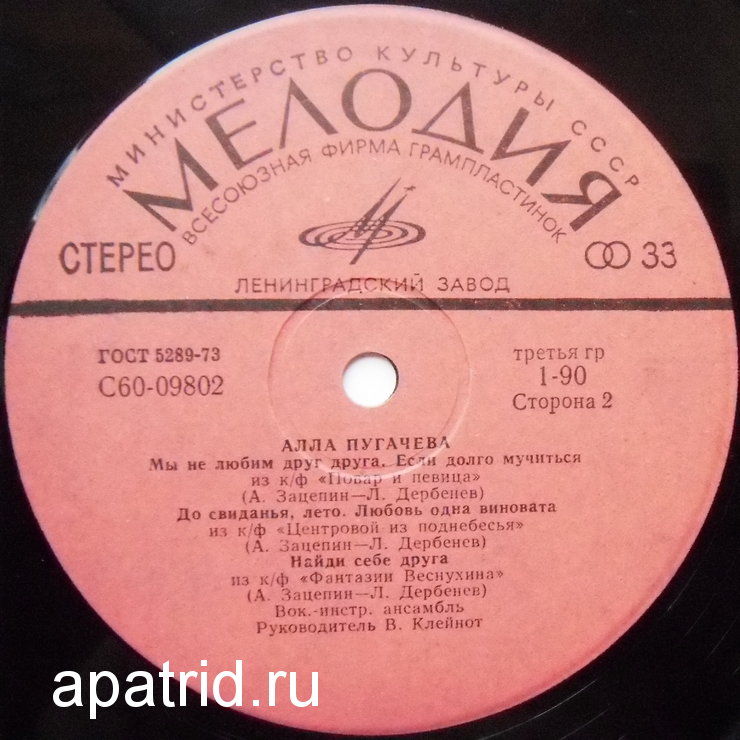 МИНИСТЕРСТВО КУЛЬТУРЫ СССР
МЕЛОДИЯ
ВСЕСОЮЗНАЯ ФИРМА ГРАМПЛАСТИНОК
СТЕРЕО
33
ЛЕНИНГРАДСКИЙ ЗАВОД
ГОСТ 5289-73
третья гр
С60-09802
1-90
Сторона 2
АЛЛА ПУГАЧЕВА
Мы не любим друг друга. Если долго мучиться
из к/ф «Повар и певица»
(А. Зацепин—Л. Дербенев)
До свиданья, лето. Любовь одна виновата
из к/ф «Центровой из поднебесья»
(А. Зацепин—Л. Дербенев)
Найди себе друга
из к/ф «Фантазии Веснухина»
(А. Зацепин—Л. Дербенев)
Вок.-инстр. ансамбль
Руководитель В. Клейнот
apatrid.ru